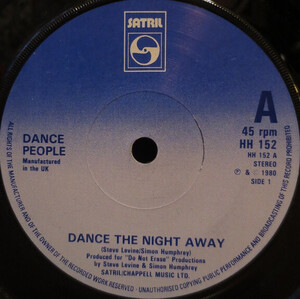 SATRIL
A
DANCE
PEOPLE
Manufactured
in the UK
45 rpm
HH 152
HH 152 A
STEREO
℗ & © 1980
SIDE 1
DANCE THE NIGHT AWAY
(Steve Levine/Simon Humphrey)
Produced for "Do Not Erase" Productions
by Steve Levine & Simon Humphrey
SATRIL/CHAPPELL MUSIC LTD.
ALL RIGHTS OF THE MANUFACTURER AND OF THE OWNER OF THE RECORDED WORK RESERVED - UNAUTHORISED COPYING PUBLIC PERFORMANCE AND BROADCASTING OF THIS RECORD PROHIBITED